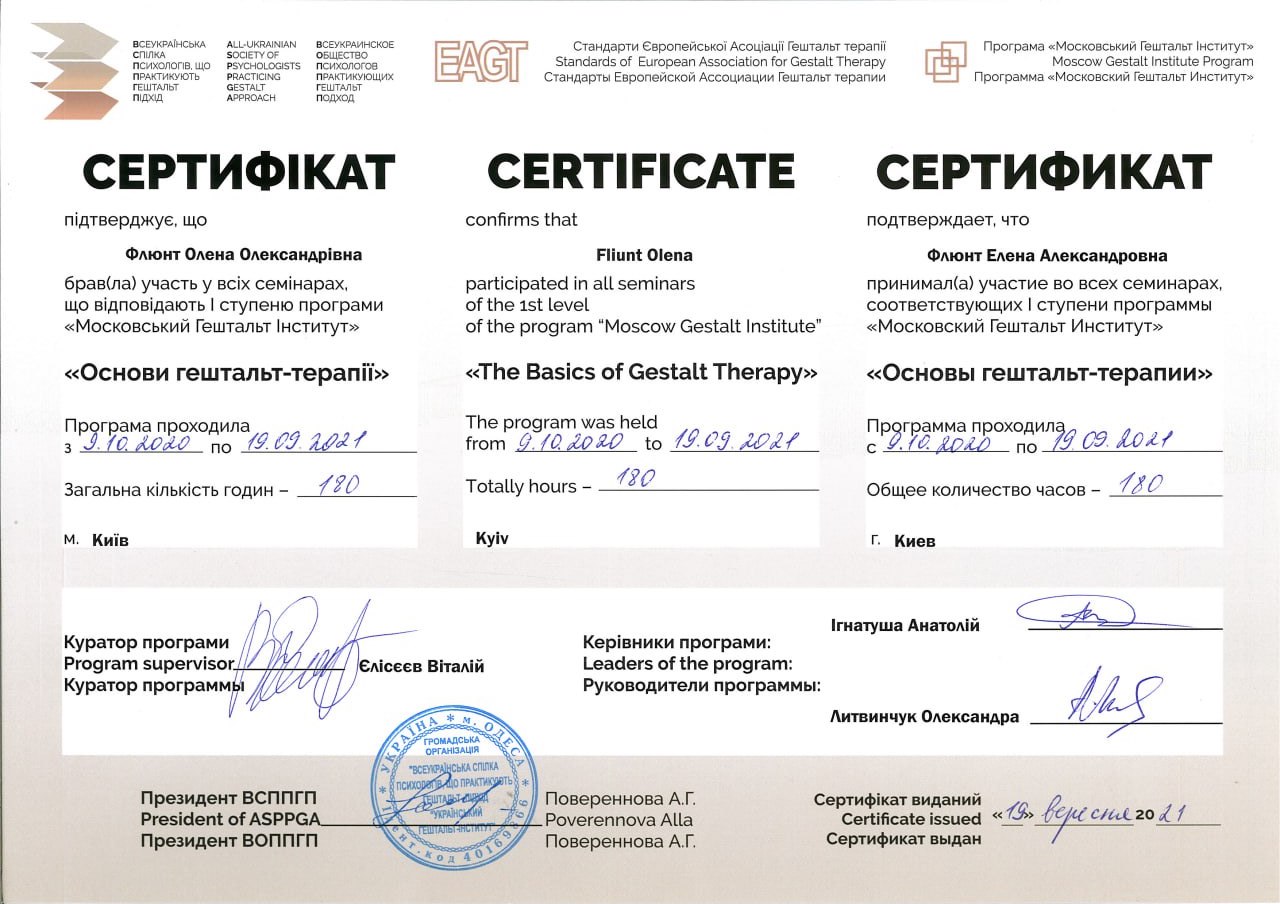 ВСЕУКРАЇНСЬКА
СПІЛКА
ПСИХОЛОГІВ, ЩО
ПРАКТИКУЮТЬ
ГЕШТАЛЬТ
ПІДХІД
ALL-UKRAINIAN
SOCIETY OF
PSYCHOLOGISTS
PRACTICING
GESTALT
APPROACH
ВСЕУКРАИНСКОЕ
ОБЩЕСТВО
ПСИХОЛОГОВ
ПРАКТИКУЮЩИХ
ГЕШТАЛЬТ
ПОДХОД
EAGT
Стандарти Європейської Асоціації Гештальт терапії
Standards of European Association for Gestalt Therapy
Стандарты Европейской Ассоциации Гештальт терапии
Програма «Московський Гештальт Інститут»
Moscow Gestalt Institute Program
Программа «Московский Гештальт Институт»
СЕРТИФІКАТ
підтверджує, що
Флюнт Олена Олександрівна
брав(ла) участь у всіх семінарах,
що відповідають І ступеню програми
«Московський Гештальт Інститут»
«Основи гештальт-терапії»
Програма проходила
з 9.10.2020 по 19.09.2021
Загальна кількість годин – 180
м. Київ
CERTIFICATE
confirms that
Fliunt Olena
participated in all seminars
of the 1st level
of the program “Moscow Gestalt Institute”
«The Basics of Gestalt Therapy»
The program was held
from 9.10.2020 to 19.09.2021
Totally hours – 180
Kyiv
СЕРТИФИКАТ
подтверждает, что
Флюнт Елена Александровна
принимал(а) участие во всех семинарах,
соответствующих І ступени программы
«Московский Гештальт Институт»
«Основы гештальт-терапии»
Программа проходила
с 9.10.2020 по 19.09.2021
Общее количество часов – 180
г. Киев
Куратор програми
Program supervisor Єлісєєв Віталій
Куратор программы
Керівники програми:
Leaders of the program:
Руководители программы:
Ігнатуша Анатолій
Литвинчук Олександра
УКРАЇНА * м. ОДЕСА *
ГРОМАДСЬКА
ОРГАНІЗАЦІЯ
"ВСЕУКРАЇНСЬКА СПІЛКА
ПСИХОЛОГІВ, ЩО ПРАКТИКУЮТЬ
ГЕШТАЛЬТ-ПІДХІД
"УКРАЇНСЬКИЙ
ГЕШТАЛЬТ-ІНСТИТУТ"
Ідент. код 40169866
Президент ВСППГП
President of ASPPGA
Президент ВОППГП
Повереннова А.Г.
Poverennova Alla
Повереннова А.Г.
Сертифікат виданий
Certificate issued «19» вересня 2021
Сертификат выдан